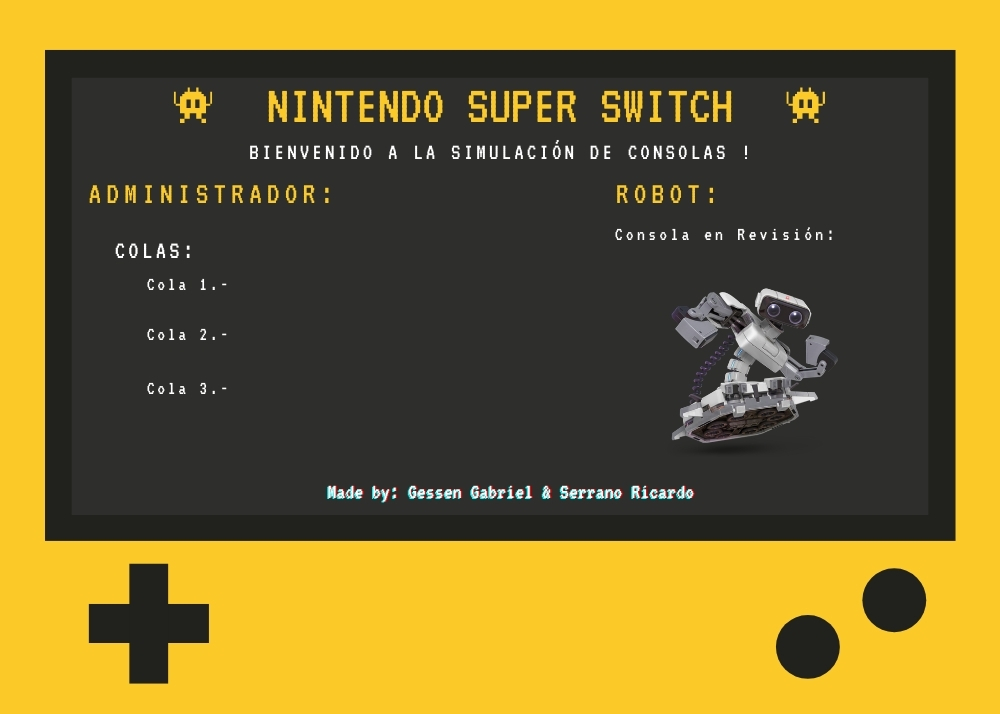 NINTENDO SUPER SWITCH
BIENVENIDO A LA SIMULACIÓN DE CONSOLAS !
ADMINISTRADOR:
COLAS:
Cola 1.-
Cola 2.-
Cola 3.-
ROBOT:
Consola en Revisión:
Made by: Gessen Gabriel & Serrano Ricardo